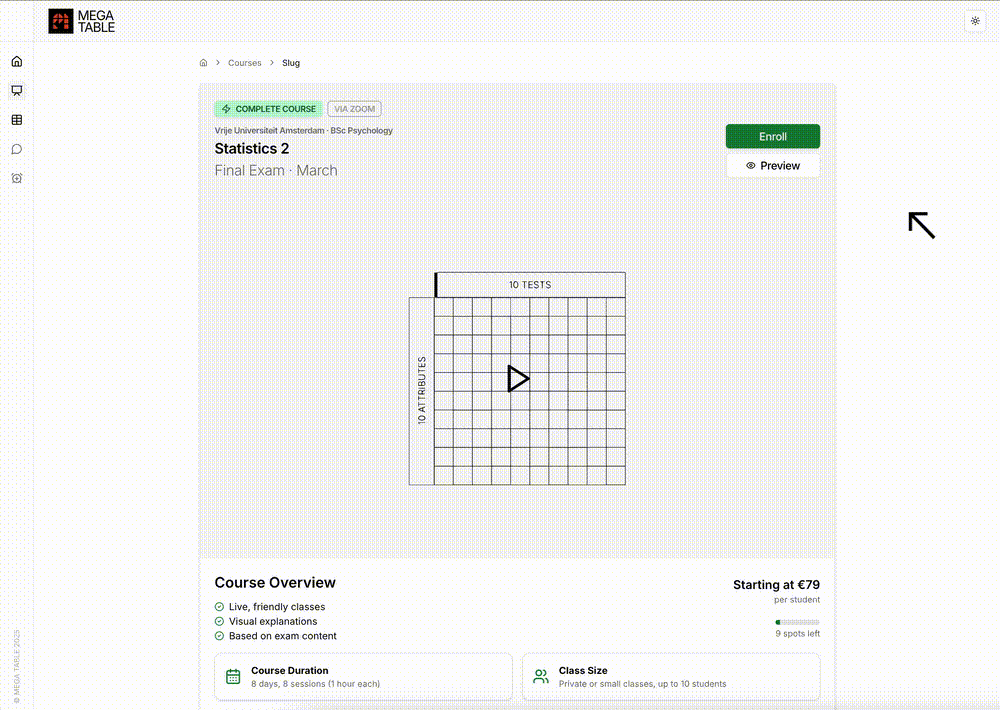 MEGA
TABLE
Courses
Slug
COMPLETE COURSE
VIA ZOOM
Vrije Universiteit Amsterdam · BSc Psychology
Statistics 2
Final Exam · March
Enroll
Preview
10 TESTS
10 ATTRIBUTES
Course Overview
Live, friendly classes
Visual explanations
Based on exam content
Starting at €79
per student
9 spots left
Course Duration
8 days, 8 sessions (1 hour each)
Class Size
Private or small classes, up to 10 students
© MEGA TABLE 2025